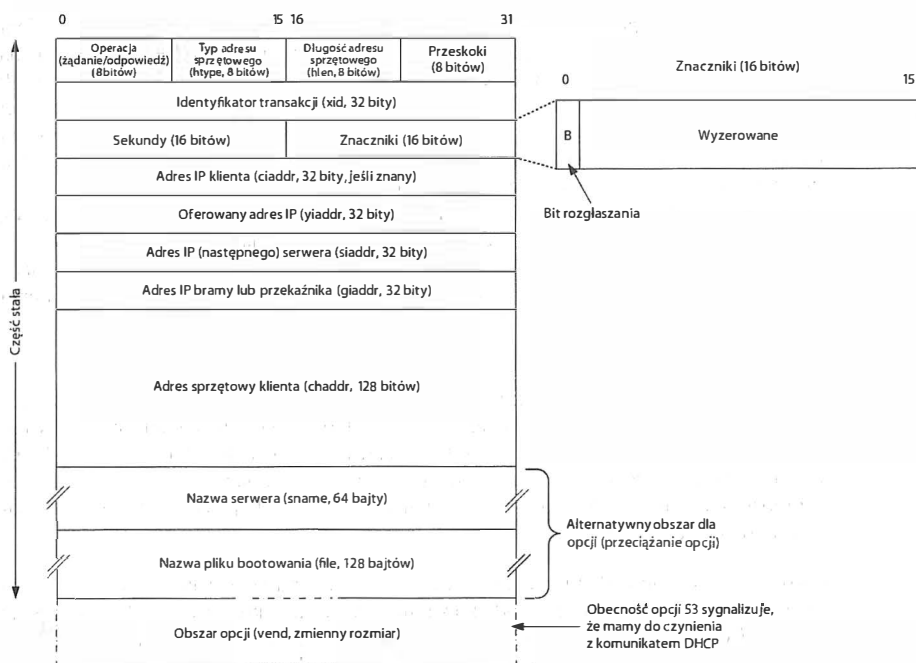 0 15 16 31
Operacja
(żądanie/odpowiedź)
(8bitów)
Typ adresu
sprzętowego
(htype, 8 bitów)
Długość adresu
sprzętowego
(hlen, 8 bitów)
Przeskoki
(8 bitów)
Identyfikator transakcji (xid, 32 bity)
Sekundy (16 bitów)
Znaczniki (16 bitów)
Znaczniki (16 bitów)
0 15
B
Wyzerowane
Bit rozgłaszania
Adres IP klienta (ciaddr, 32 bity, jeśli znany)
Oferowany adres IP (yiaddr, 32 bity)
Adres IP (następnego) serwera (siaddr, 32 bity)
Adres IP bramy lub przekaźnika (giaddr, 32 bity)
Część stała
Adres sprzętowy klienta (chaddr, 128 bitów)
Nazwa serwera (sname, 64 bajty)
Nazwa pliku bootowania (file, 128 bajtów)
Alternatywny obszar dla
opcji (przeciążanie opcji)
Obszar opcji (vend, zmienny rozmiar)
Obecność opcji 53 sygnalizuje,
że mamy do czynienia
z komunikatem DHCP